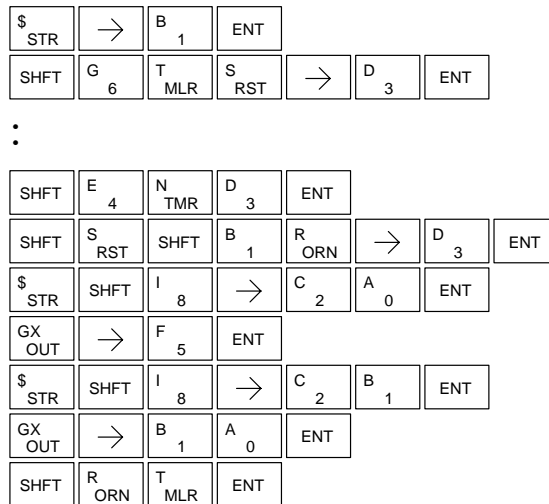 $ STR → B 1 ENT
SHFT G 6 T MLR S RST → D 3 ENT
:
SHFT E 4 N TMR D 3 ENT
SHFT S RST SHFT B 1 R ORN → D 3 ENT
$ STR SHFT I 8 → C 2 A 0 ENT
GX OUT → F 5 ENT
$ STR SHFT I 8 → C 2 B 1 ENT
GX OUT → B 1 A 0 ENT
SHFT R ORN T MLR ENT